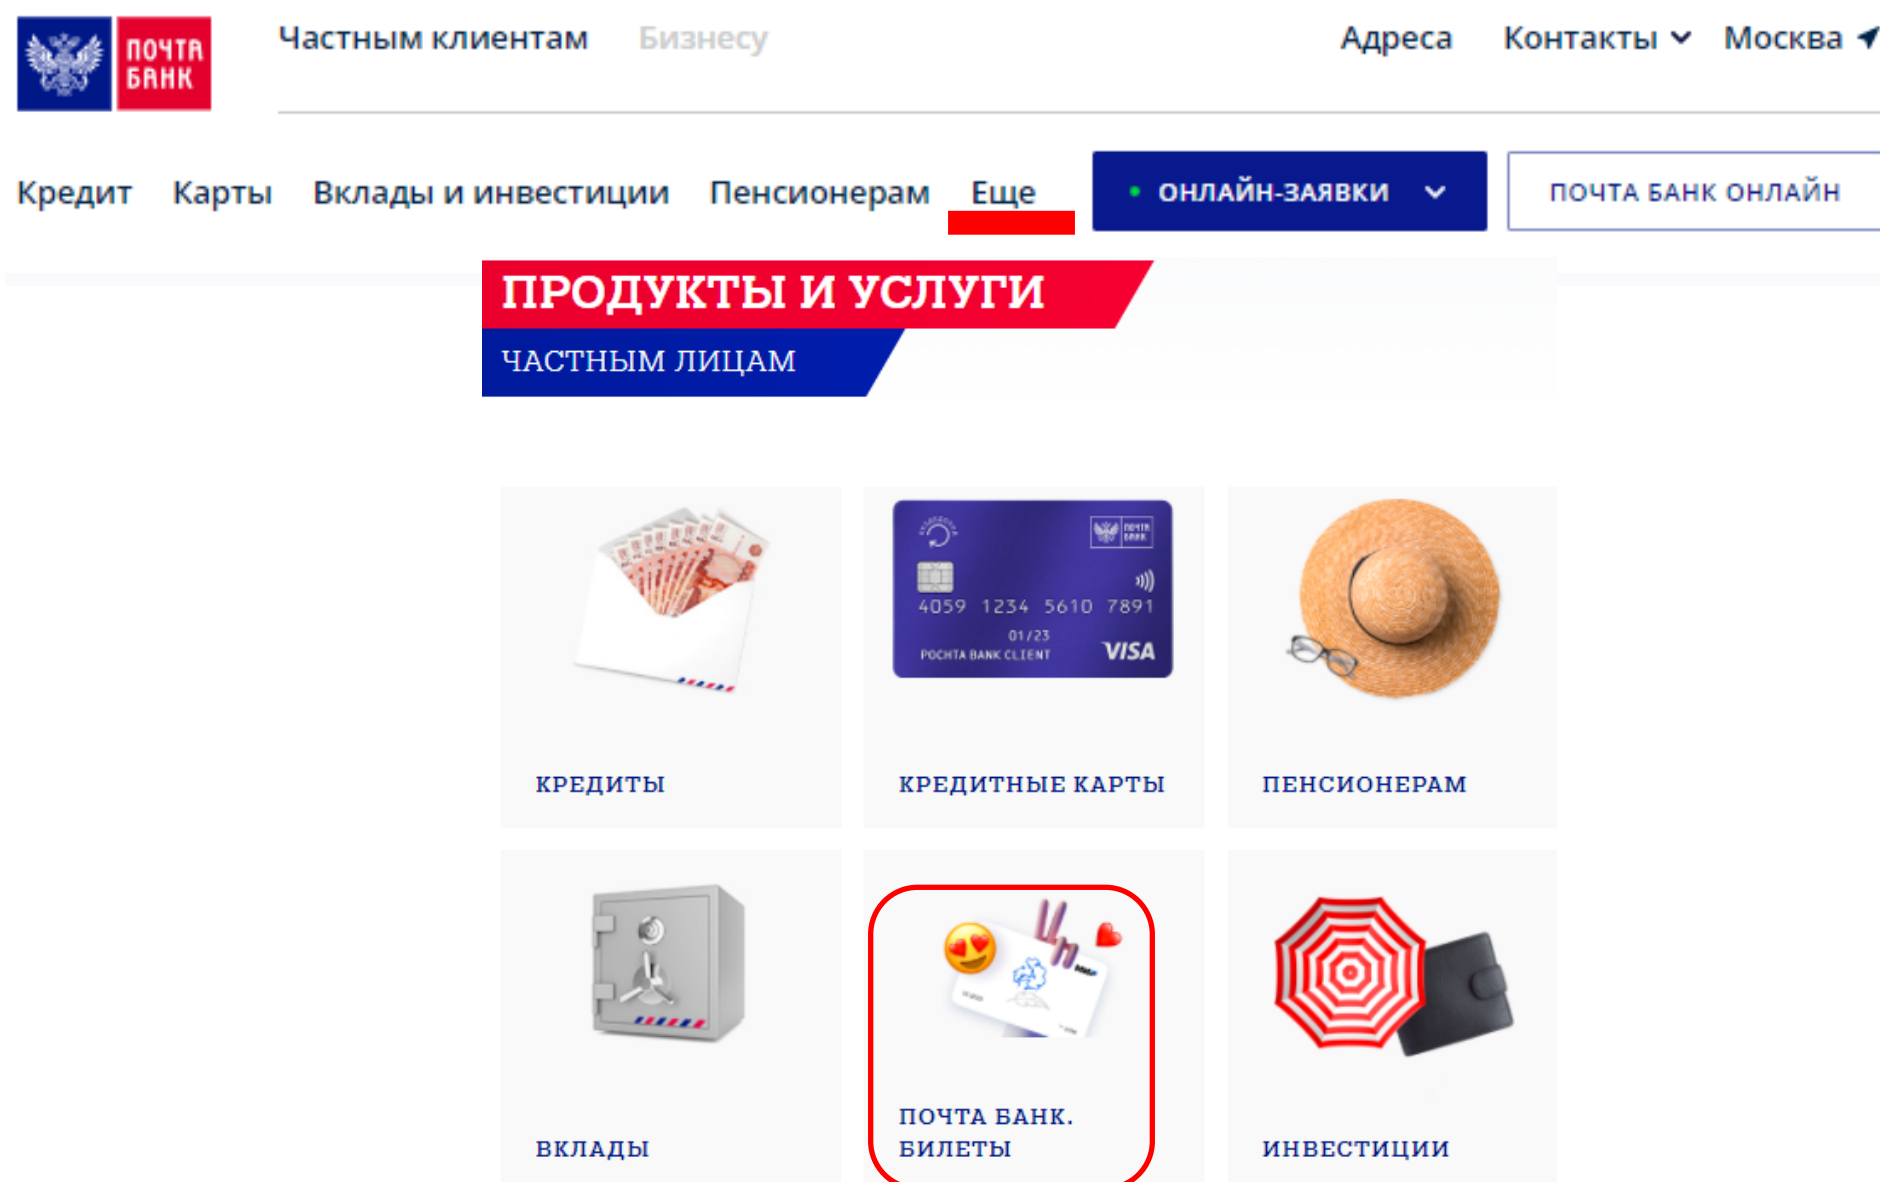 ПОЧТА
БАНК
Частным клиентам Бизнесу Адреса Контакты Москва
Кредит Карты Вклады и инвестиции Пенсионерам Еще ОНЛАЙН-ЗАЯВКИ ПОЧТА БАНК ОНЛАЙН
ПРОДУКТЫ И УСЛУГИ
ЧАСТНЫМ ЛИЦАМ
ПОЧТА
БАНК
4059 1234 5610 7891
01/23
POCHTA BANK CLIENT VISA
КРЕДИТЫ КРЕДИТНЫЕ КАРТЫ ПЕНСИОНЕРАМ
ПОЧТА БАНК.
ВКЛАДЫ БИЛЕТЫ ИНВЕСТИЦИИ